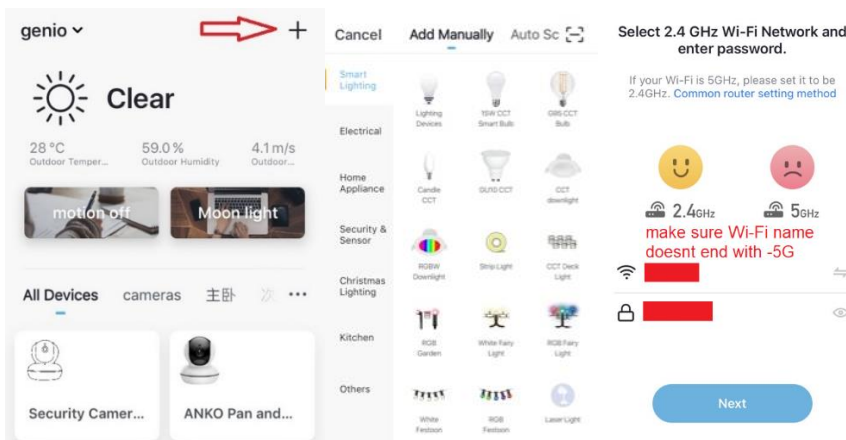 genio
Clear
28 °C
59.0 %
4.1 m/s
Outdoor Temper...
Outdoor Humidity
Outdoor...
motion off
Moon light
All Devices
cameras
主卧
次
Security Camer...
ANKO Pan and...
Cancel
Add Manually
Auto Sc
Smart
Lighting
Electrical
Home
Appliance
Security &
Sensor
Christmas
Lighting
Kitchen
Others
Lighting
Devices
15W CCT
Smart Bulb
G95 CCT
Bulb
Candle
CCT
GU10 CCT
CCT
downlight
RGBW
Downlight
Strip Light
CCT Deck
Light
RGB
Garden
White Fairy
Light
RGB Fairy
Light
White
Festoon
RGB
Festoon
Laser Light
Select 2.4 GHz Wi-Fi Network and
enter password.
If your Wi-Fi is 5GHz, please set it to be
2.4GHz. Common router setting method
2.4GHz
5GHz
make sure Wi-Fi name
doesnt end with -5G
Next